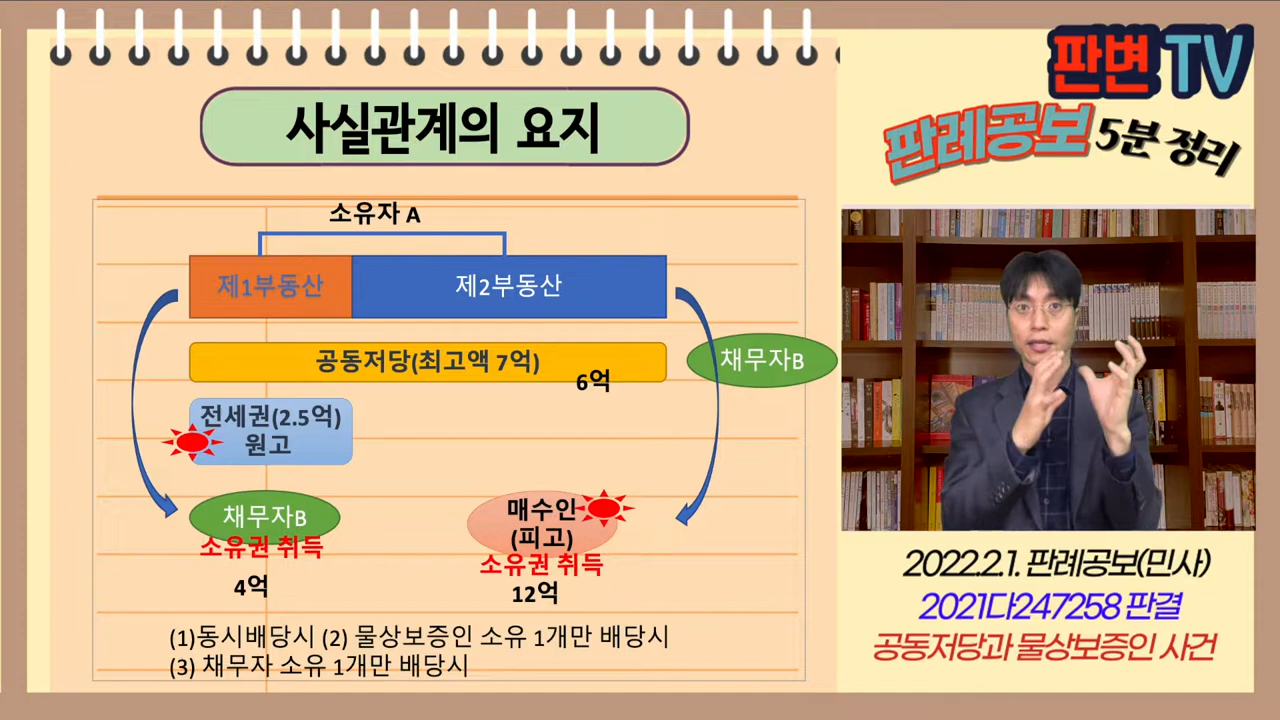 판변 TV
판례공보 5분 정리
사실관계의 요지
소유자 A
제1부동산
제2부동산
공동저당(최고액 7억)
6억
채무자B
전세권(2.5억)
원고
채무자B
소유권 취득
4억
매수인
(피고)
소유권 취득
12억
(1)동시배당시 (2) 물상보증인 소유 1개만 배당시
(3) 채무자 소유 1개만 배당시
2022.2.1. 판례공보(민사)
2021다247258 판결
공동저당과 물상보증인 사건